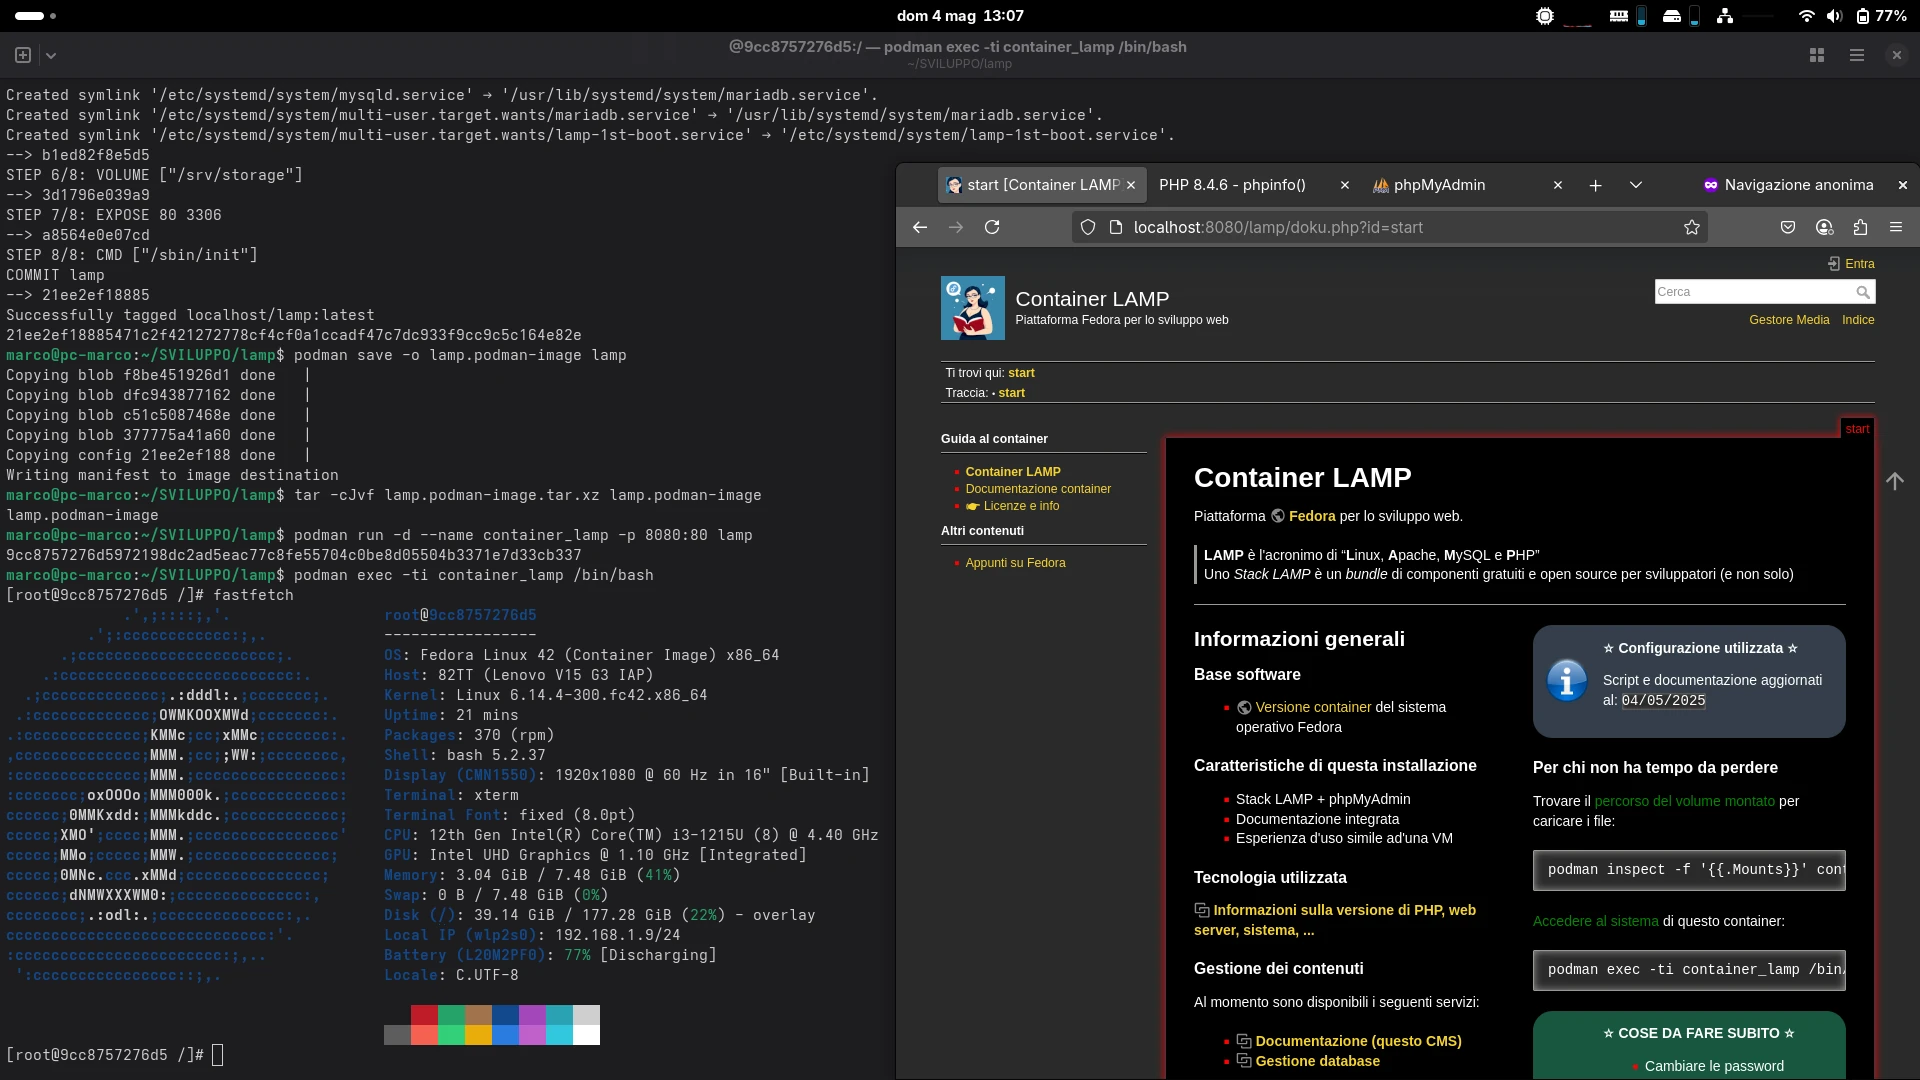 dom 4 mag 13:07
77%
@9cc8757276d5:/ — podman exec -ti container_lamp /bin/bash
~/SVILUPPO/lamp
Created symlink '/etc/systemd/system/mysqld.service' → '/usr/lib/systemd/system/mariadb.service'.
Created symlink '/etc/systemd/system/multi-user.target.wants/mariadb.service' → '/usr/lib/systemd/system/mariadb.service'.
Created symlink '/etc/systemd/system/multi-user.target.wants/lamp-1st-boot.service' → '/etc/systemd/system/lamp-1st-boot.service'.
--> b1ed82f8e5d5
STEP 6/8: VOLUME ["/srv/storage"]
--> 3d1796e039a9
STEP 7/8: EXPOSE 80 3306
--> a8564e0e07cd
STEP 8/8: CMD ["/sbin/init"]
COMMIT lamp
--> 21ee2ef18885
Successfully tagged localhost/lamp:latest
21ee2ef18885471c2f421272778cf4cf0a1ccadf47c7dc933f9cc9c5c164e82e
marco@pc-marco:~/SVILUPPO/lamp$ podman save -o lamp.podman-image lamp
Copying blob f8be451926d1 done   |
Copying blob dfc943877162 done   |
Copying blob c51c5087468e done   |
Copying blob 377775a41a60 done   |
Copying config 21ee2ef188 done   |
Writing manifest to image destination
marco@pc-marco:~/SVILUPPO/lamp$ tar -cJvf lamp.podman-image.tar.xz lamp.podman-image
lamp.podman-image
marco@pc-marco:~/SVILUPPO/lamp$ podman run -d --name container_lamp -p 8080:80 lamp
9cc8757276d5972198dc2ad5eac77c8fe55704c0be8d05504b3371e7d33cb337
marco@pc-marco:~/SVILUPPO/lamp$ podman exec -ti container_lamp /bin/bash
[root@9cc8757276d5 /]# fastfetch
root@9cc8757276d5
-----------------
OS: Fedora Linux 42 (Container Image) x86_64
Host: 82TT (Lenovo V15 G3 IAP)
Kernel: Linux 6.14.4-300.fc42.x86_64
Uptime: 21 mins
Packages: 370 (rpm)
Shell: bash 5.2.37
Display (CMN1550): 1920x1080 @ 60 Hz in 16" [Built-in]
Terminal: xterm
Terminal Font: fixed (8.0pt)
CPU: 12th Gen Intel(R) Core(TM) i3-1215U (8) @ 4.40 GHz
GPU: Intel UHD Graphics @ 1.10 GHz [Integrated]
Memory: 3.04 GiB / 7.48 GiB (41%)
Swap: 0 B / 7.48 GiB (0%)
Disk (/): 39.14 GiB / 177.28 GiB (22%) - overlay
Local IP (wlp2s0): 192.168.1.9/24
Battery (L20M2PF0): 77% [Discharging]
Locale: C.UTF-8
[root@9cc8757276d5 /]#
start [Container LAMP
PHP 8.4.6 - phpinfo()
phpMyAdmin
Navigazione anonima
localhost:8080/lamp/doku.php?id=start
Entra
Container LAMP
Piattaforma Fedora per lo sviluppo web
Cerca
Gestore Media Indice
Ti trovi qui: start
Traccia: • start
Guida al container
Container LAMP
Documentazione container
👉 Licenze e info
Altri contenuti
Appunti su Fedora
start
Container LAMP
Piattaforma Fedora per lo sviluppo web.
LAMP è l'acronimo di “Linux, Apache, MySQL e PHP”
Uno Stack LAMP è un bundle di componenti gratuiti e open source per sviluppatori (e non solo)
Informazioni generali
Base software
Versione container del sistema
operativo Fedora
Caratteristiche di questa installazione
Stack LAMP + phpMyAdmin
Documentazione integrata
Esperienza d'uso simile ad'una VM
Tecnologia utilizzata
Informazioni sulla versione di PHP, web
server, sistema, ...
Gestione dei contenuti
Al momento sono disponibili i seguenti servizi:
Documentazione (questo CMS)
Gestione database
⭐ Configurazione utilizzata ⭐
Script e documentazione aggiornati
al: 04/05/2025
Per chi non ha tempo da perdere
Trovare il percorso del volume montato per
caricare i file:
podman inspect -f '{{.Mounts}}' cont
Accedere al sistema di questo container:
podman exec -ti container_lamp /bin/
⭐ COSE DA FARE SUBITO ⭐
Cambiare le password